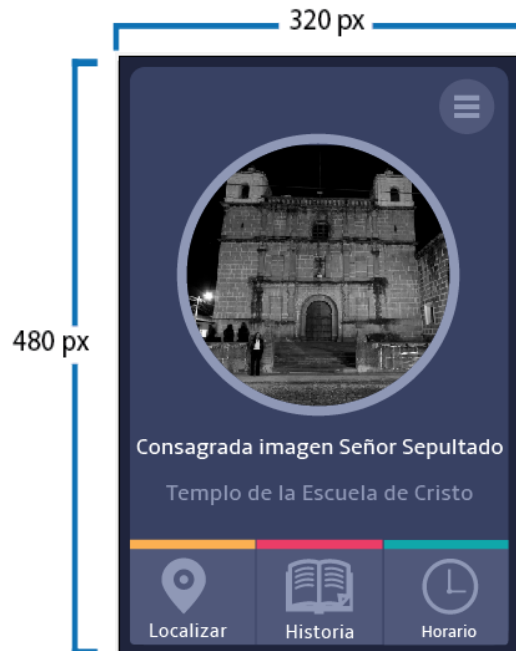 320 px
480 px
Consagrada imagen Señor Sepultado
Templo de la Escuela de Cristo
Localizar
Historia
Horario